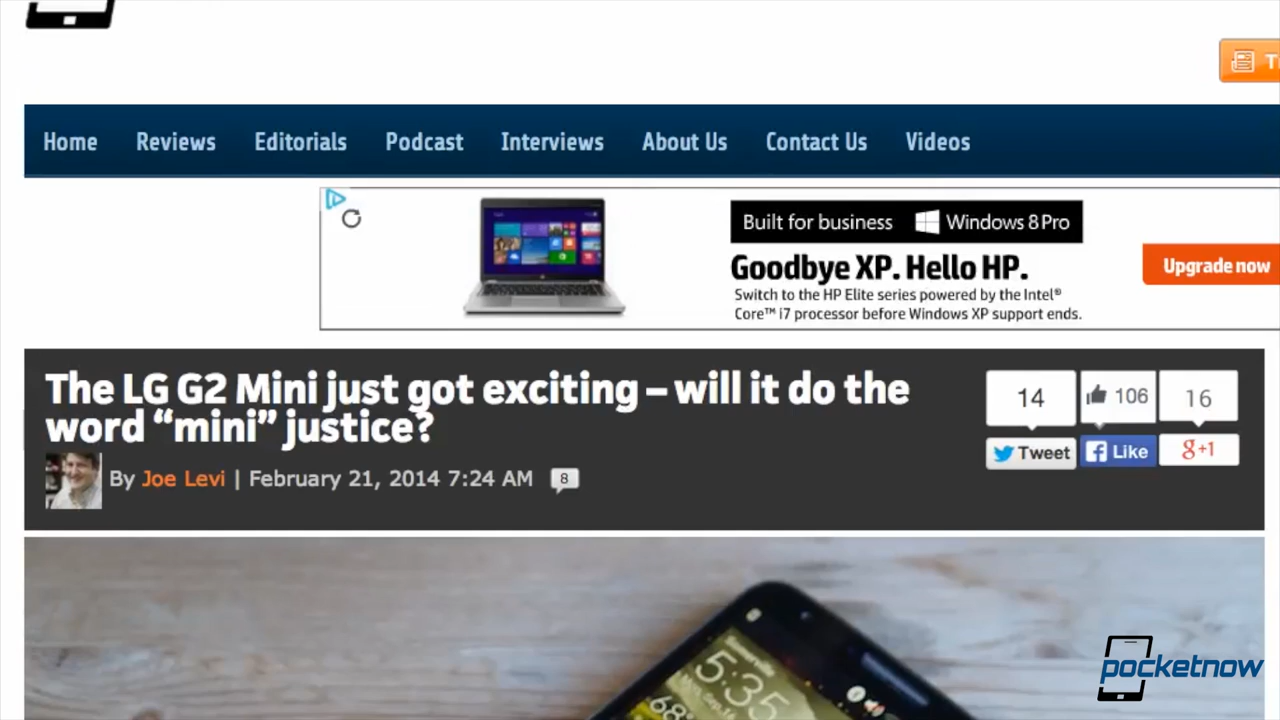 Home Reviews Editorials Podcast Interviews About Us Contact Us Videos
Built for business Windows 8 Pro
Goodbye XP. Hello HP.
Switch to the HP Elite series powered by the Intel®
Core™ i7 processor before Windows XP support ends.
Upgrade now
The LG G2 Mini just got exciting – will it do the
word “mini” justice?
By Joe Levi | February 21, 2014 7:24 AM 8
14 106 16
Tweet Like g+1
5:35
68°
pocketnow